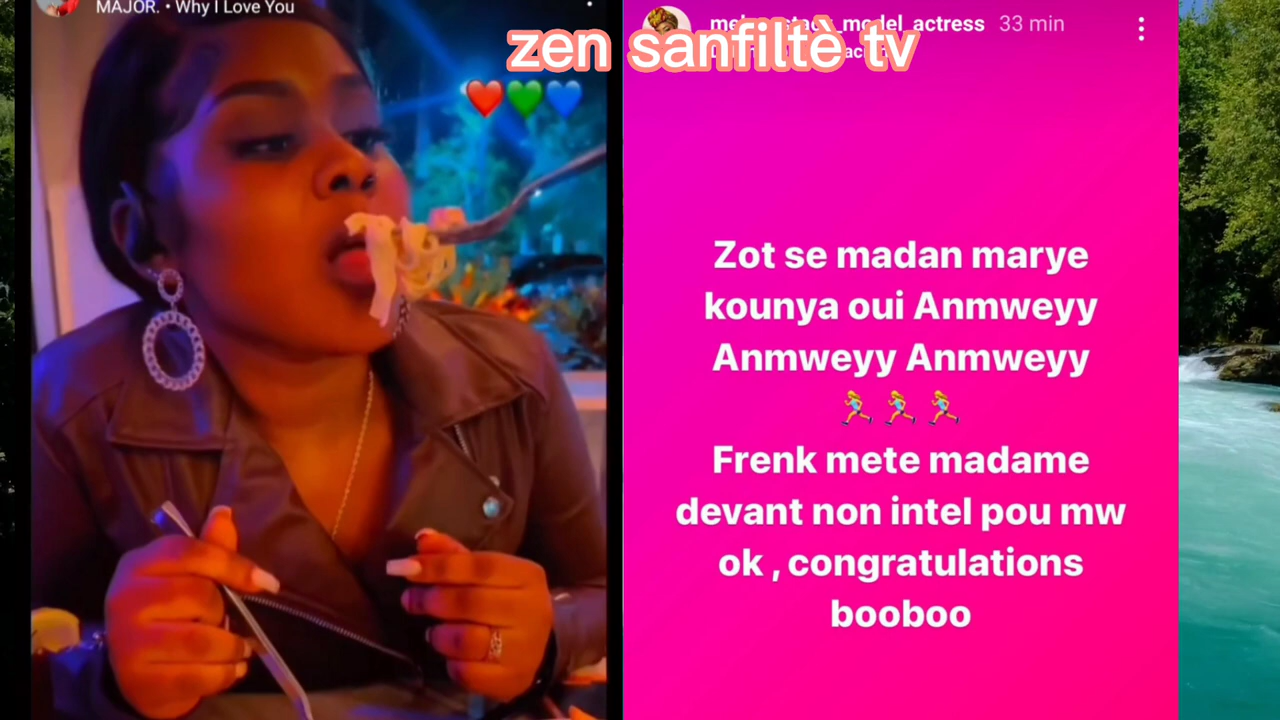 MAJOR. • Why I Love You
zen sanfiltè tv
33 min
Zot se madan marye
kounya oui Anmweyy
Anmweyy Anmweyy
Frenk mete madame
devant non intel pou mw
ok , congratulations
booboo